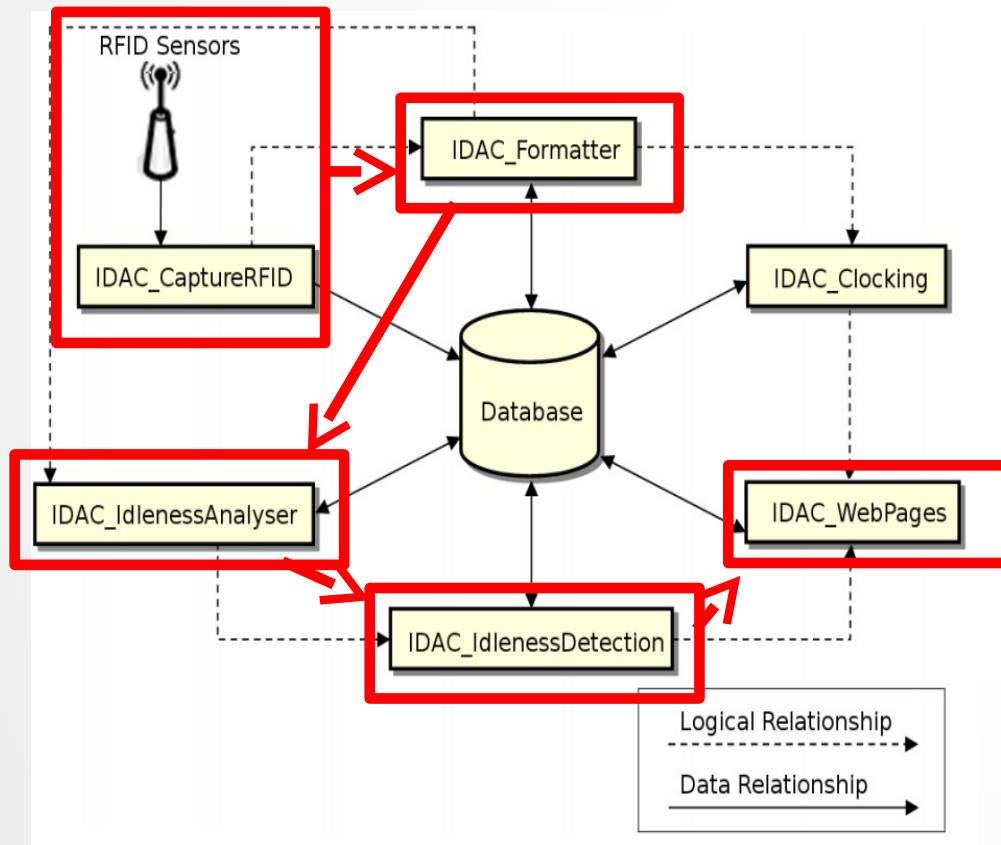 RFID Sensors
IDAC_Formatter
IDAC_CaptureRFID
IDAC_Clocking
Database
IDAC_IdlenessAnalyser
IDAC_WebPages
IDAC_IdlenessDetection
Logical Relationship
Data Relationship